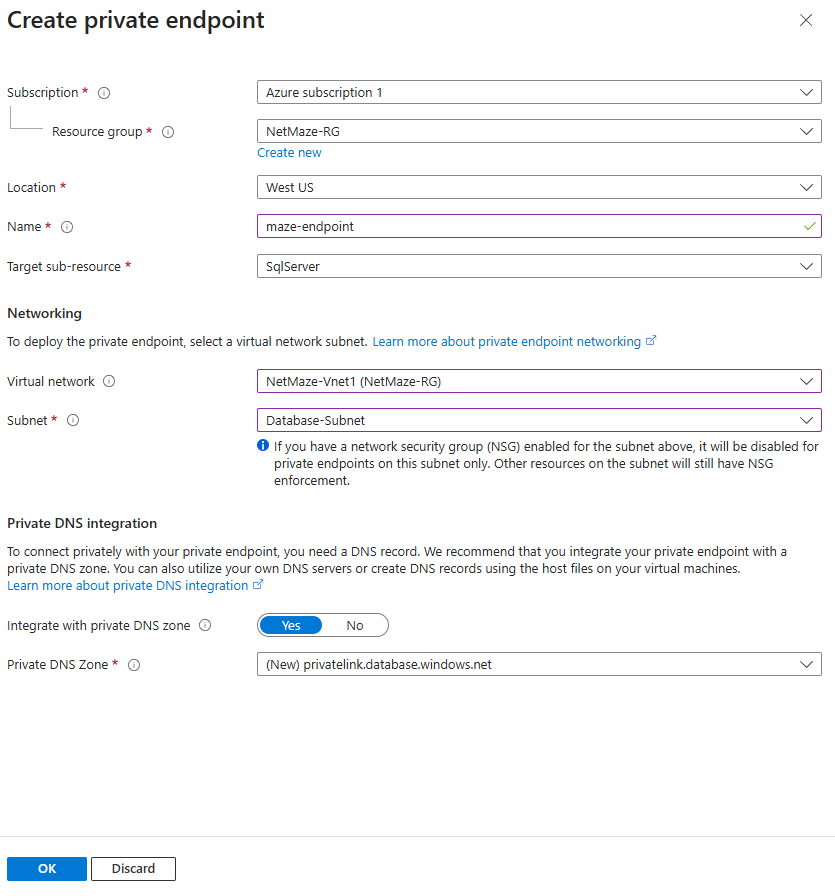 Create private endpoint
Subscription *
Azure subscription 1
Resource group *
NetMaze-RG
Create new
Location *
West US
Name *
maze-endpoint
Target sub-resource *
SqlServer
Networking
To deploy the private endpoint, select a virtual network subnet. Learn more about private endpoint networking
Virtual network
NetMaze-Vnet1 (NetMaze-RG)
Subnet *
Database-Subnet
If you have a network security group (NSG) enabled for the subnet above, it will be disabled for
private endpoints on this subnet only. Other resources on the subnet will still have NSG
enforcement.
Private DNS integration
To connect privately with your private endpoint, you need a DNS record. We recommend that you integrate your private endpoint with a
private DNS zone. You can also utilize your own DNS servers or create DNS records using the host files on your virtual machines.
Learn more about private DNS integration
Integrate with private DNS zone
Yes No
Private DNS Zone *
(New) privatelink.database.windows.net
OK Discard